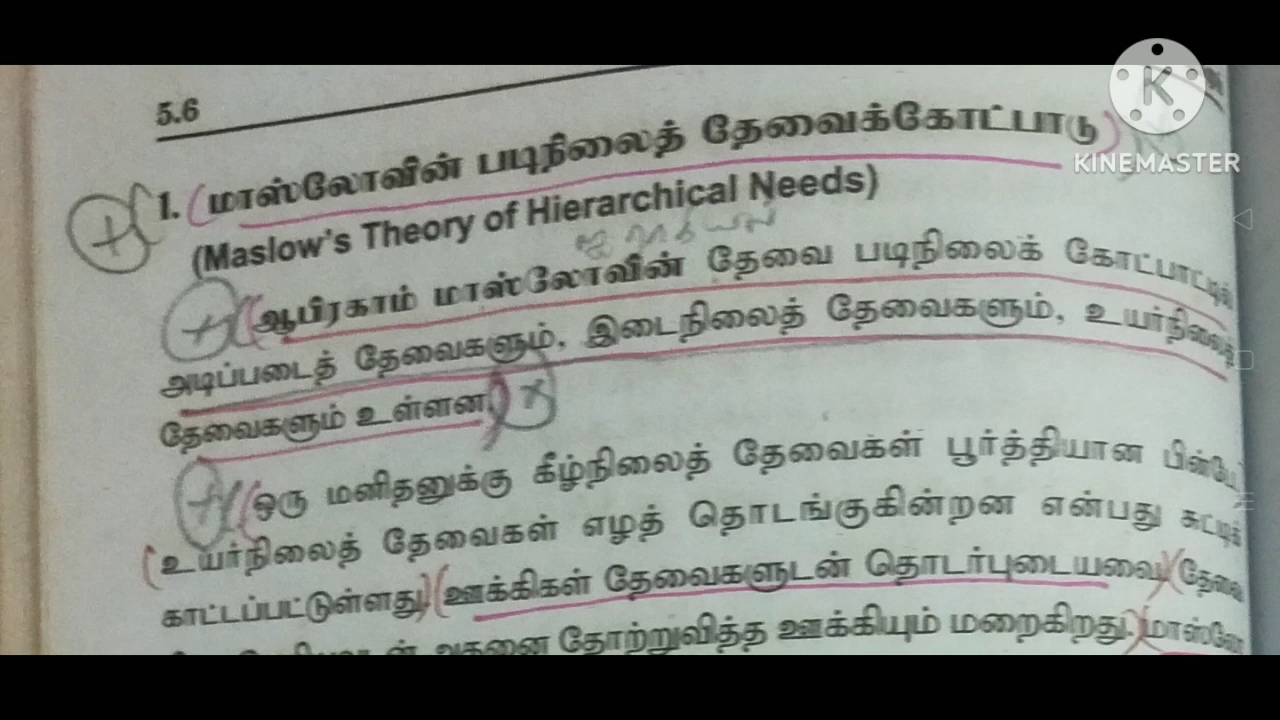 5.6
1. (மாஸ்லோவின் படிநிலைத் தேவைக்கோட்பாடு)
(Maslow's Theory of Hierarchical Needs)
ஆபிரகாம் மாஸ்லோவின் தேவை படிநிலைக் கோட்பாட்டில்
அடிப்படைத் தேவைகளும், இடைநிலைத் தேவைகளும், உயர்நிலைத்
தேவைகளும் உள்ளன.
ஒரு மனிதனுக்கு கீழ்நிலைத் தேவைகள் பூர்த்தியான பின்பே
உயர்நிலைத் தேவைகள் எழத் தொடங்குகின்றன என்பது சுட்டிக்
காட்டப்பட்டுள்ளது. ஊக்கிகள் தேவைகளுடன் தொடர்புடையவை. தேவை
அதனை தோற்றுவித்த ஊக்கியும் மறைகிறது. மாஸ்லோ
KINEMASTER